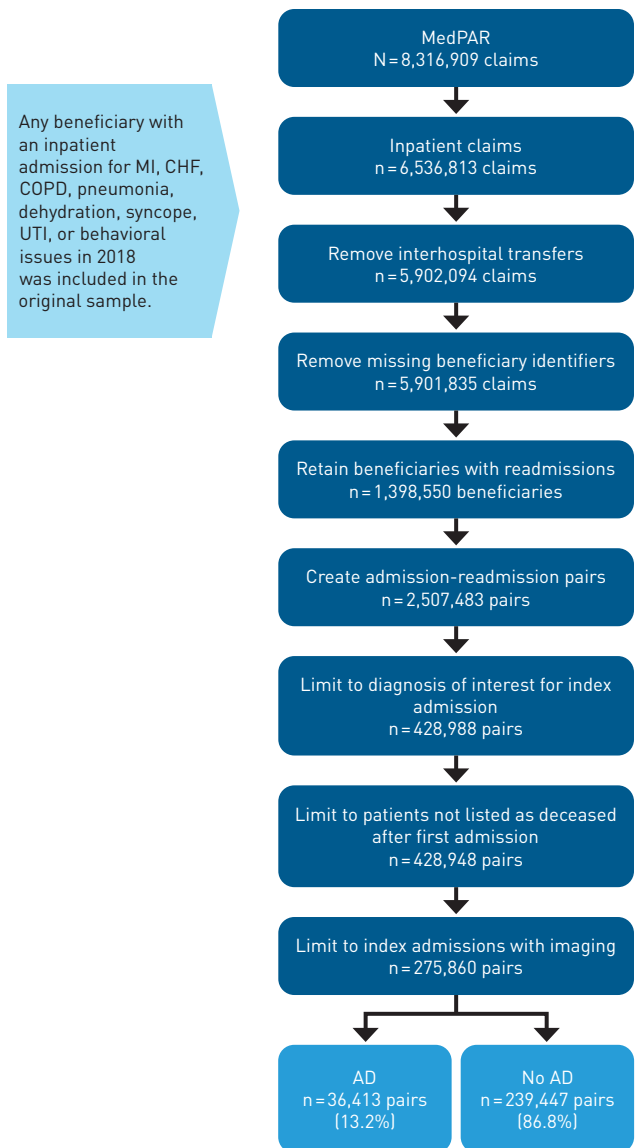 MedPAR
N=8,316,909 claims
Any beneficiary with
an inpatient
admission for MI, CHF,
COPD, pneumonia,
dehydration, syncope,
UTI, or behavioral
issues in 2018
was included in the
original sample.
Inpatient claims
n=6,536,813 claims
Remove interhospital transfers
n=5,902,094 claims
Remove missing beneficiary identifiers
n=5,901,835 claims
Retain beneficiaries with readmissions
n=1,398,550 beneficiaries
Create admission-readmission pairs
n=2,507,483 pairs
Limit to diagnosis of interest for index
admission
n=428,988 pairs
Limit to patients not listed as deceased
after first admission
n=428,948 pairs
Limit to index admissions with imaging
n=275,860 pairs
AD
n=36,413 pairs
(13.2%)
No AD
n=239,447 pairs
(86.8%)